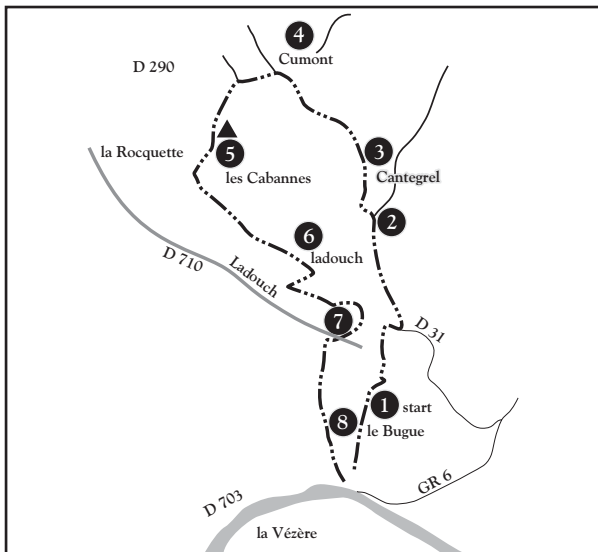 4
Cumont
D 290
3
la Rocquette
5
Cantegrel
les Cabannes
2
6
ladouch
D 710
Ladouch
7
D 31
1 start
8 le Bugue
GR 6
D 703
la Vézère